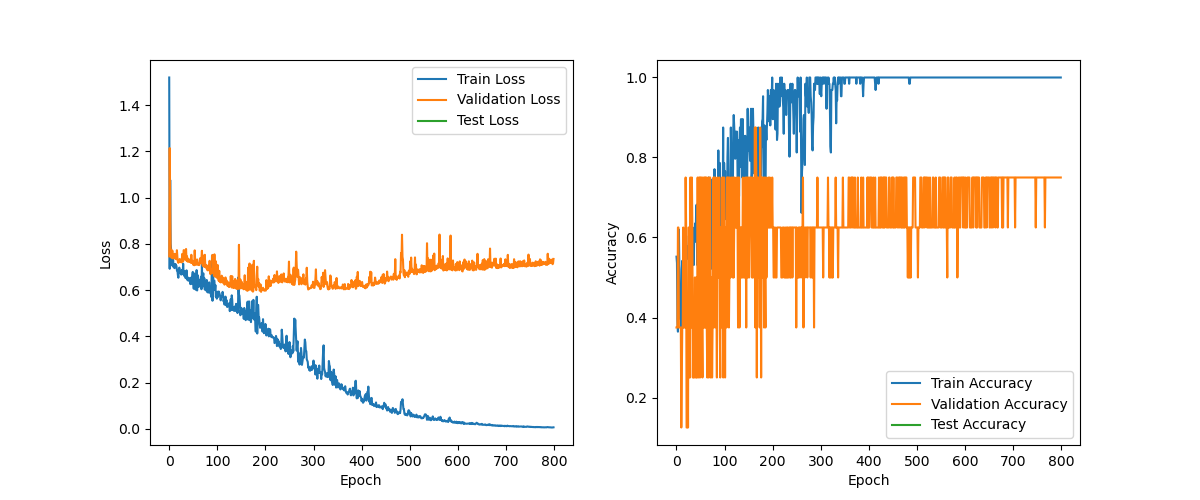 Train Loss
Validation Loss
Test Loss
Loss
1.4
1.2
1.0
0.8
0.6
0.4
0.2
0.0
0 100 200 300 400 500 600 700 800
Epoch
Accuracy
1.0
0.8
0.6
0.4
0.2
Train Accuracy
Validation Accuracy
Test Accuracy
0 100 200 300 400 500 600 700 800
Epoch